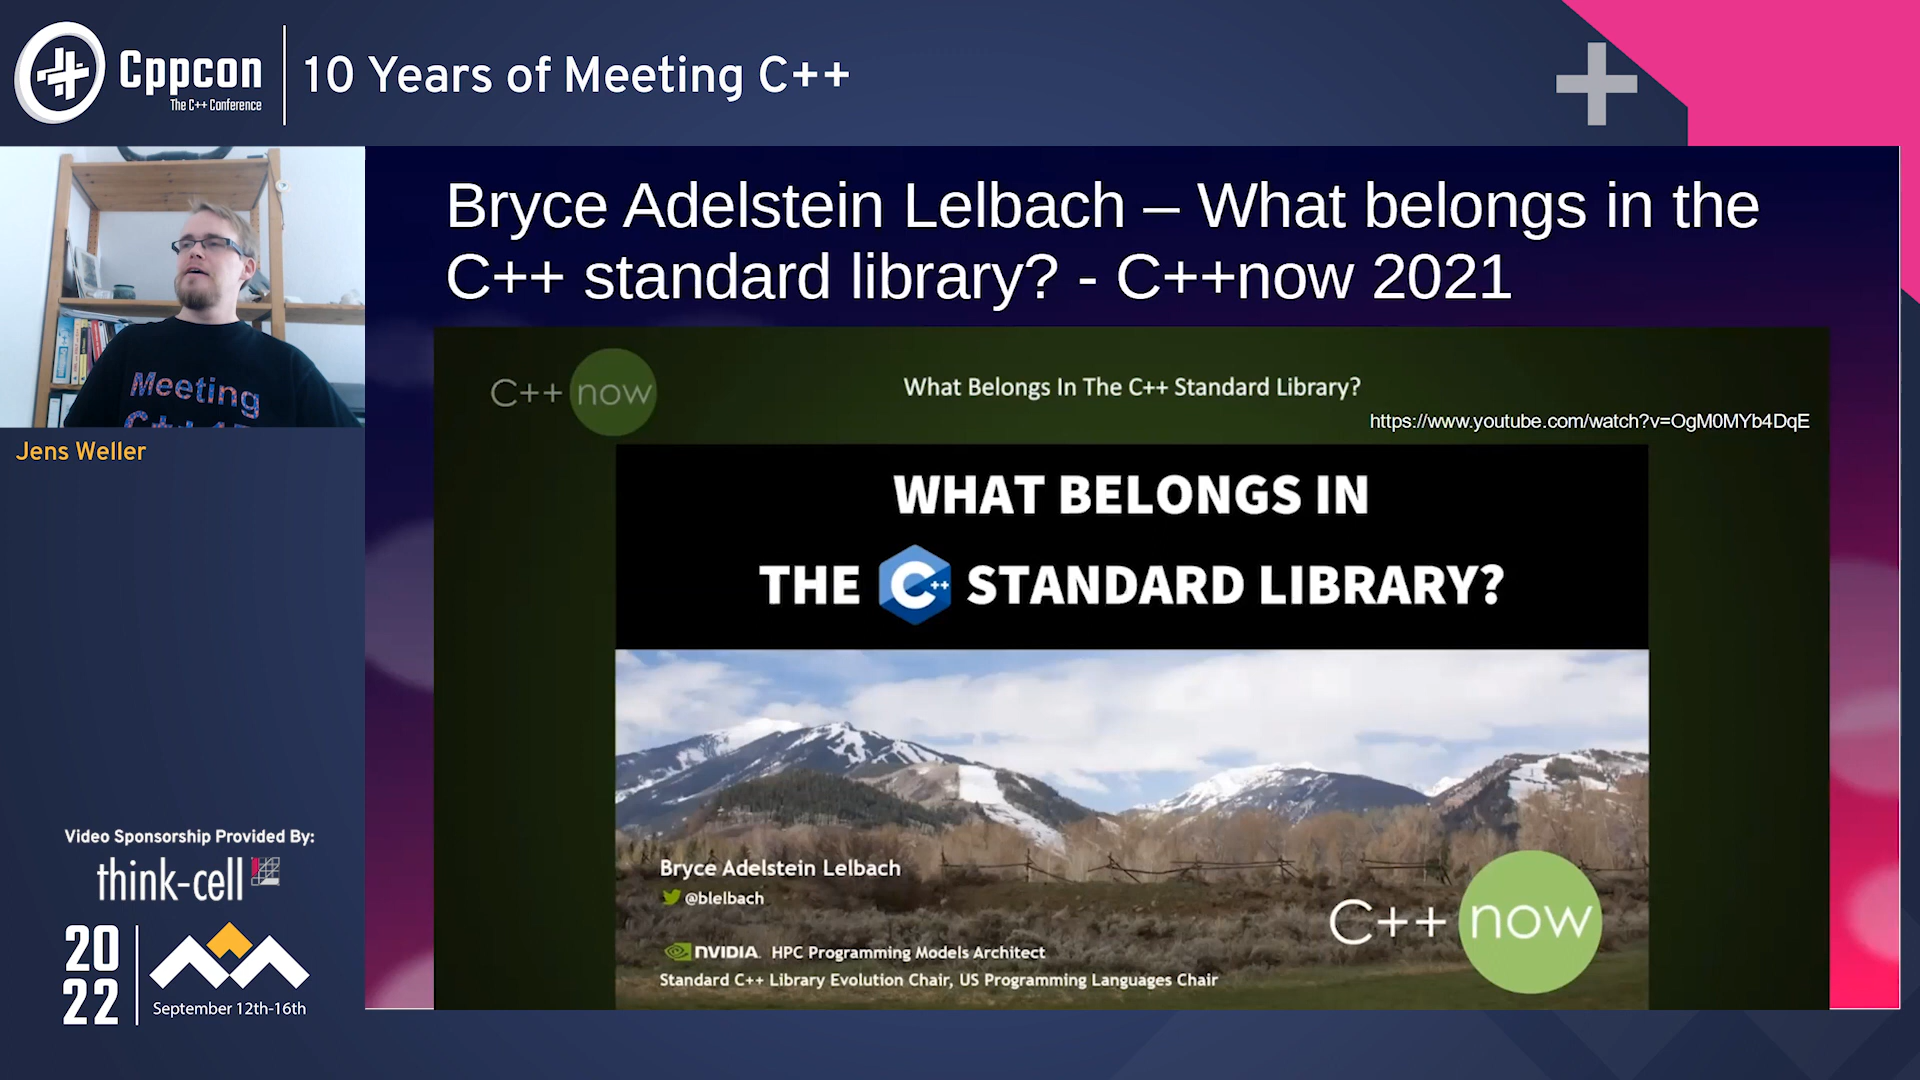 Cppcon
The C++ Conference
10 Years of Meeting C++
Meeting
Jens Weller
Bryce Adelstein Lelbach – What belongs in the
C++ standard library? - C++now 2021
C++ now
What Belongs In The C++ Standard Library?
https://www.youtube.com/watch?v=OgM0MYb4DqE
WHAT BELONGS IN
THE C++ STANDARD LIBRARY?
Bryce Adelstein Lelbach
@blelbach
NVIDIA. HPC Programming Models Architect
Standard C++ Library Evolution Chair, US Programming Languages Chair
C++ now
Video Sponsorship Provided By:
think-cell
20
22
September 12th-16th